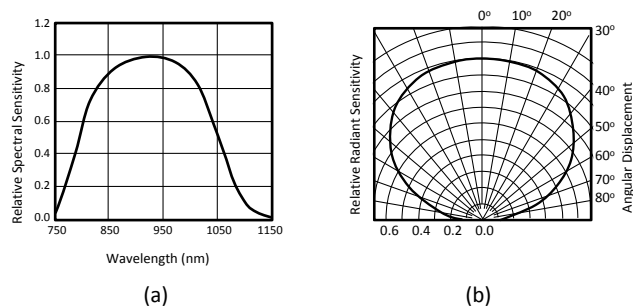 1.2
1.0
0.8
0.6
0.4
0.2
0.0
Relative Spectral Sensitivity
750 850 950 1050 1150
Wavelength (nm)
(a)
0° 10° 20° 30°
40°
50°
60°
70°
80°
Relative Radiant Sensitivity
Angular Displacement
0.6 0.4 0.2 0.0
(b)